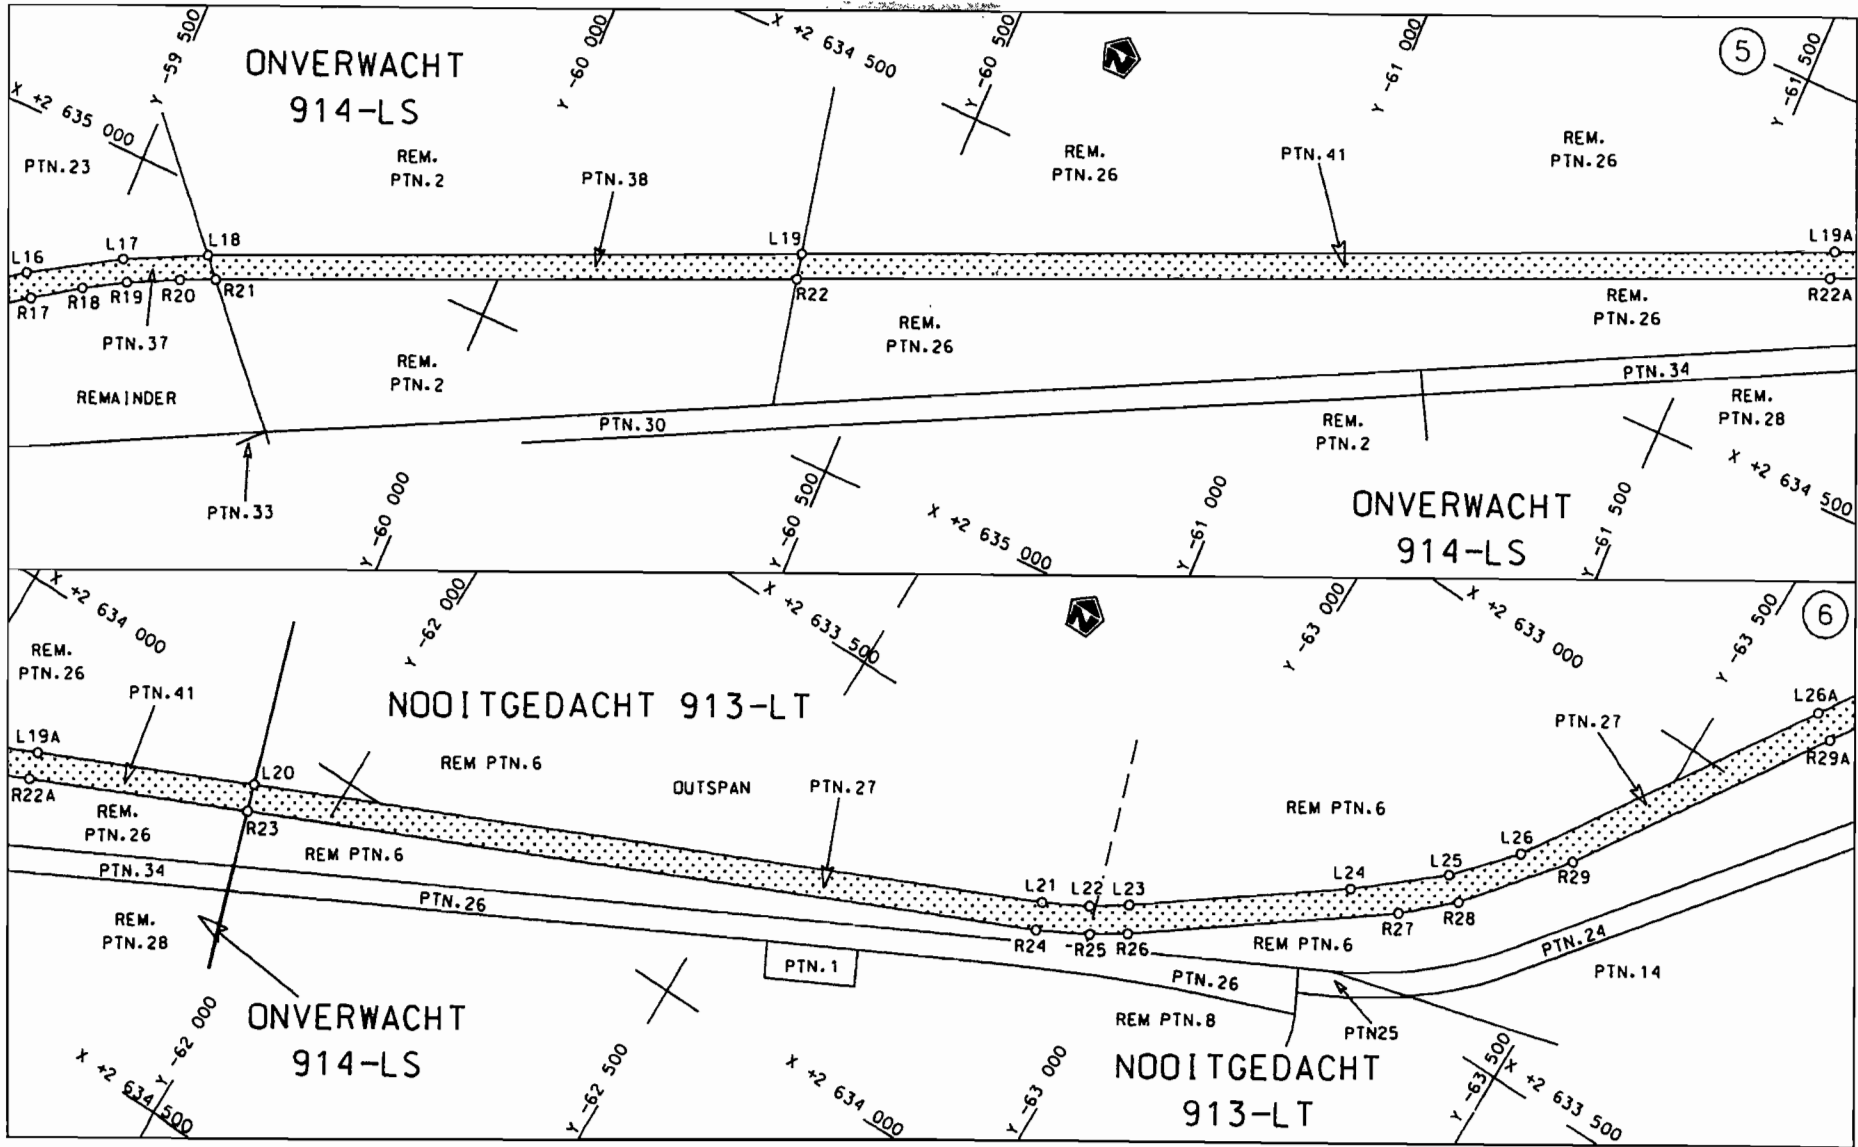 Y -59 500
ONVERWACHT
914-LS
Y -60 000
X +2 634 500
Y -60 500
N
Y -61 000
5
Y -61 500
X +2 635 000
PTN.23
REM.
PTN.2
PTN.38
REM.
PTN.26
PTN.41
REM.
PTN.26
L16
L17
L18
L19
L19A
R17
R18
R19
R20
R21
R22
R22A
PTN.37
REMAINDER
REM.
PTN.2
REM.
PTN.26
REM.
PTN.26
PTN.34
PTN.30
REM.
PTN.2
REM.
PTN.28
PTN.33
Y -60 000
Y -60 500
X +2 635 000
Y -61 000
ONVERWACHT
914-LS
Y -61 500
X +2 634 500
X +2 634 000
Y -62 000
X +2 633 500
N
Y -63 000
X +2 633 000
Y -63 500
6
REM.
PTN.26
PTN.41
NOOITGEDACHT 913-LT
PTN.27
L26A
L19A
L20
REM PTN.6
OUTSPAN
PTN.27
REM PTN.6
R29A
R22A
REM.
PTN.26
R23
REM PTN.6
L21
L22
L23
L24
L25
L26
R29
PTN.34
PTN.26
R24
R25
R26
REM PTN.6
R27
R28
PTN.24
REM.
PTN.28
PTN.1
PTN.26
PTN.14
ONVERWACHT
914-LS
REM PTN.8
PTN25
NOOITGEDACHT
913-LT
X +2 634 500
Y -62 000
Y -62 500
X +2 634 000
Y -63 000
Y -63 500
X +2 633 500